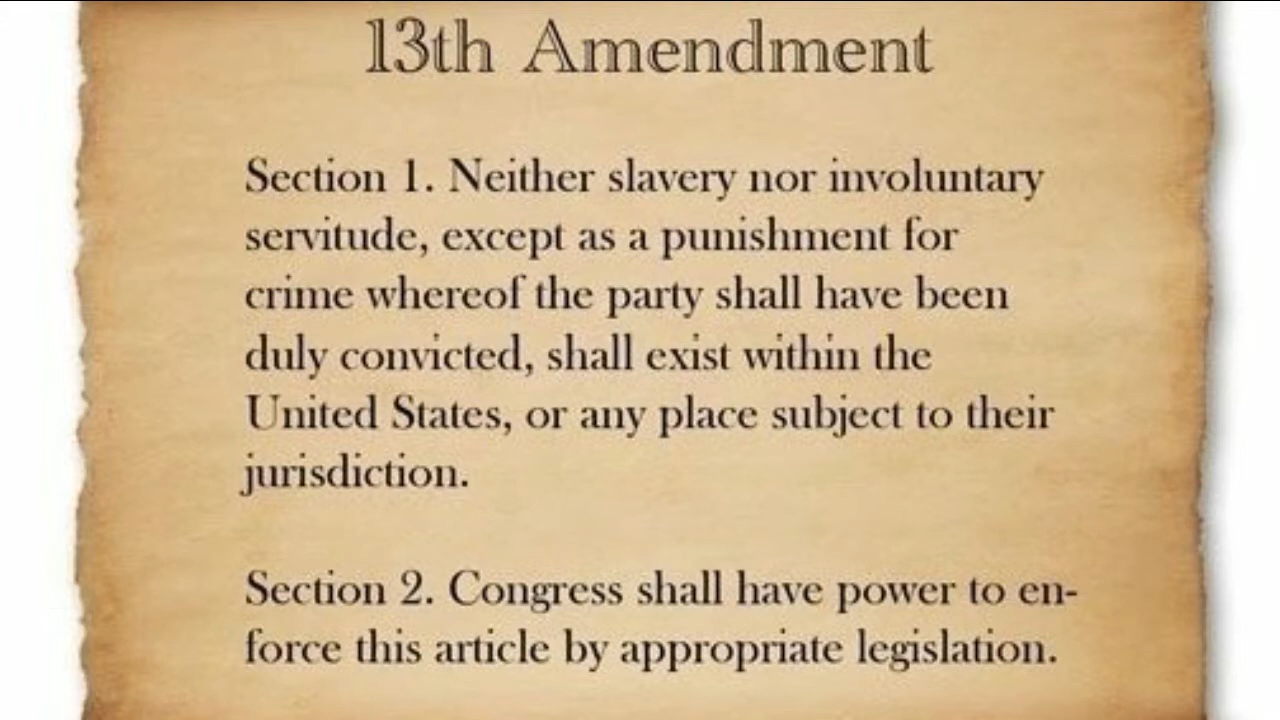 13th Amendment
Section 1. Neither slavery nor involuntary
servitude, except as a punishment for
crime whereof the party shall have been
duly convicted, shall exist within the
United States, or any place subject to their
jurisdiction.
Section 2. Congress shall have power to en-
force this article by appropriate legislation.